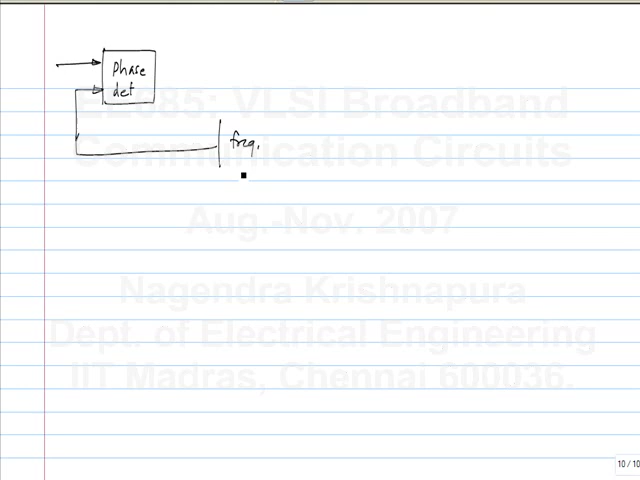 Phase
det
freq.
EE685: VLSI Broadband
Communication Circuits
Aug.-Nov. 2007
Nagendra Krishnapura
Dept. of Electrical Engineering
IIT Madras, Chennai 600036.
10 / 10